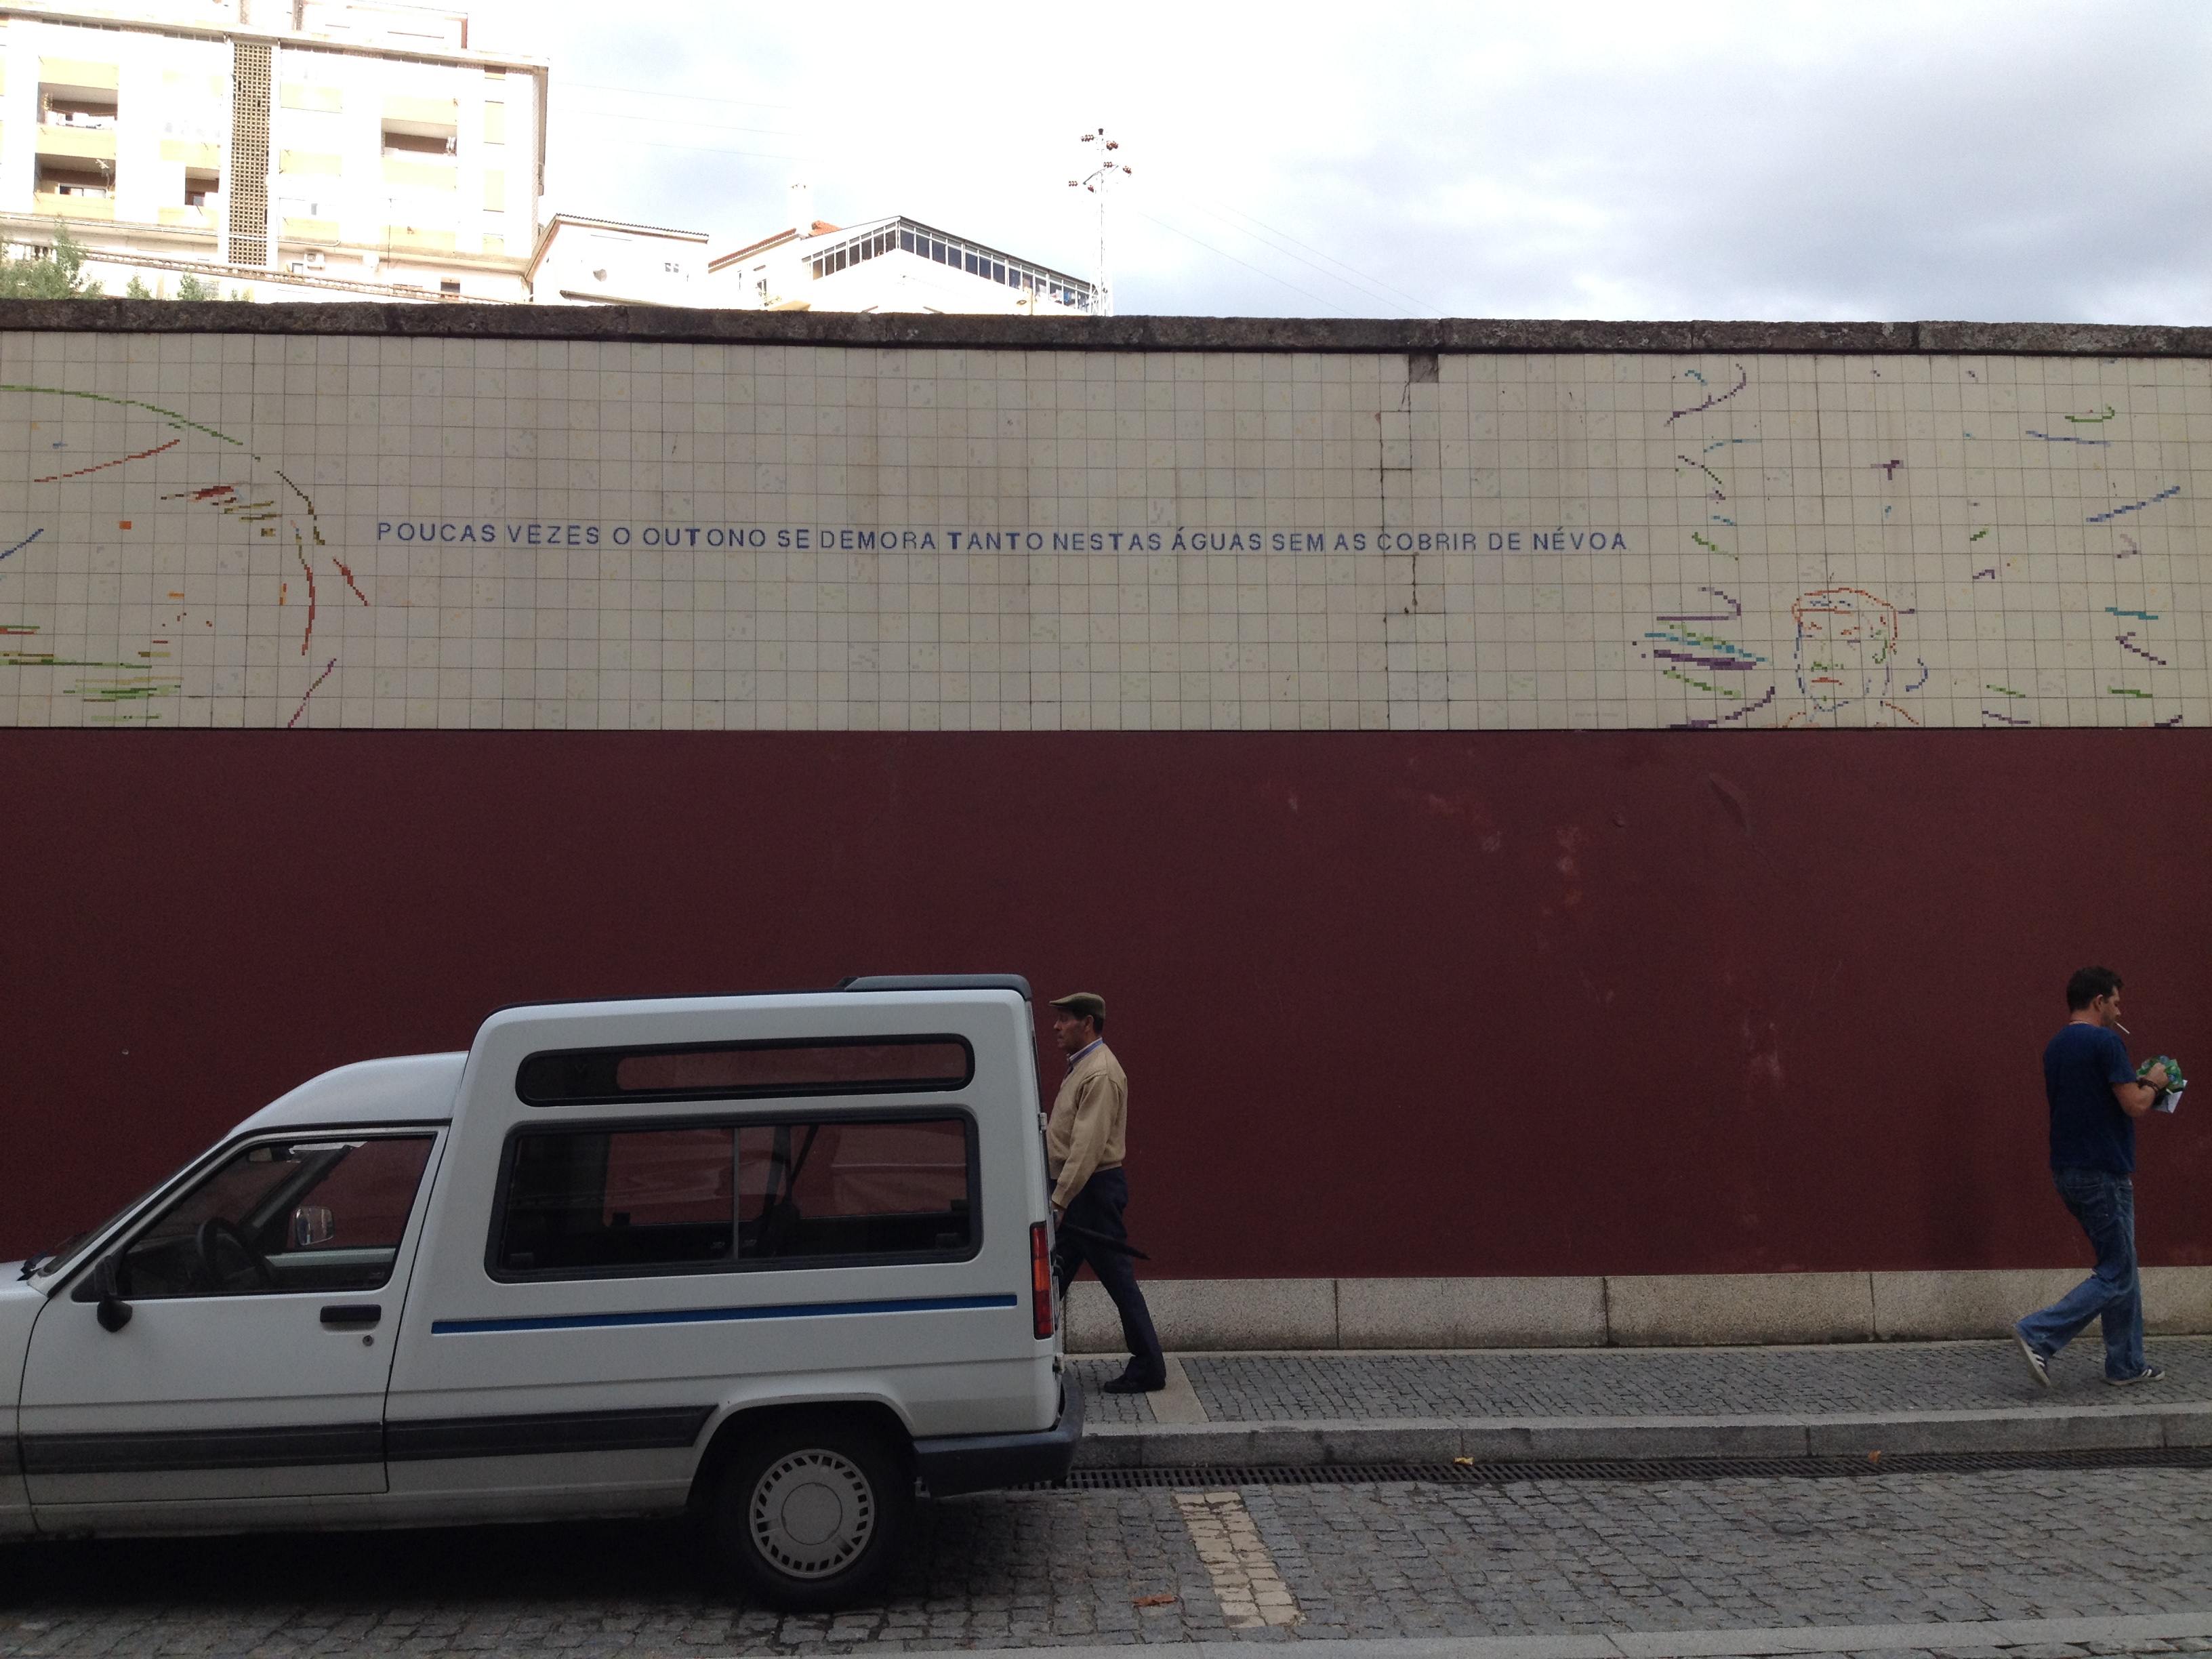 POUCAS VEZES O OUTONO SE DEMORA TANTO NESTAS ÁGUAS SEM AS COBRIR DE NÉVOA